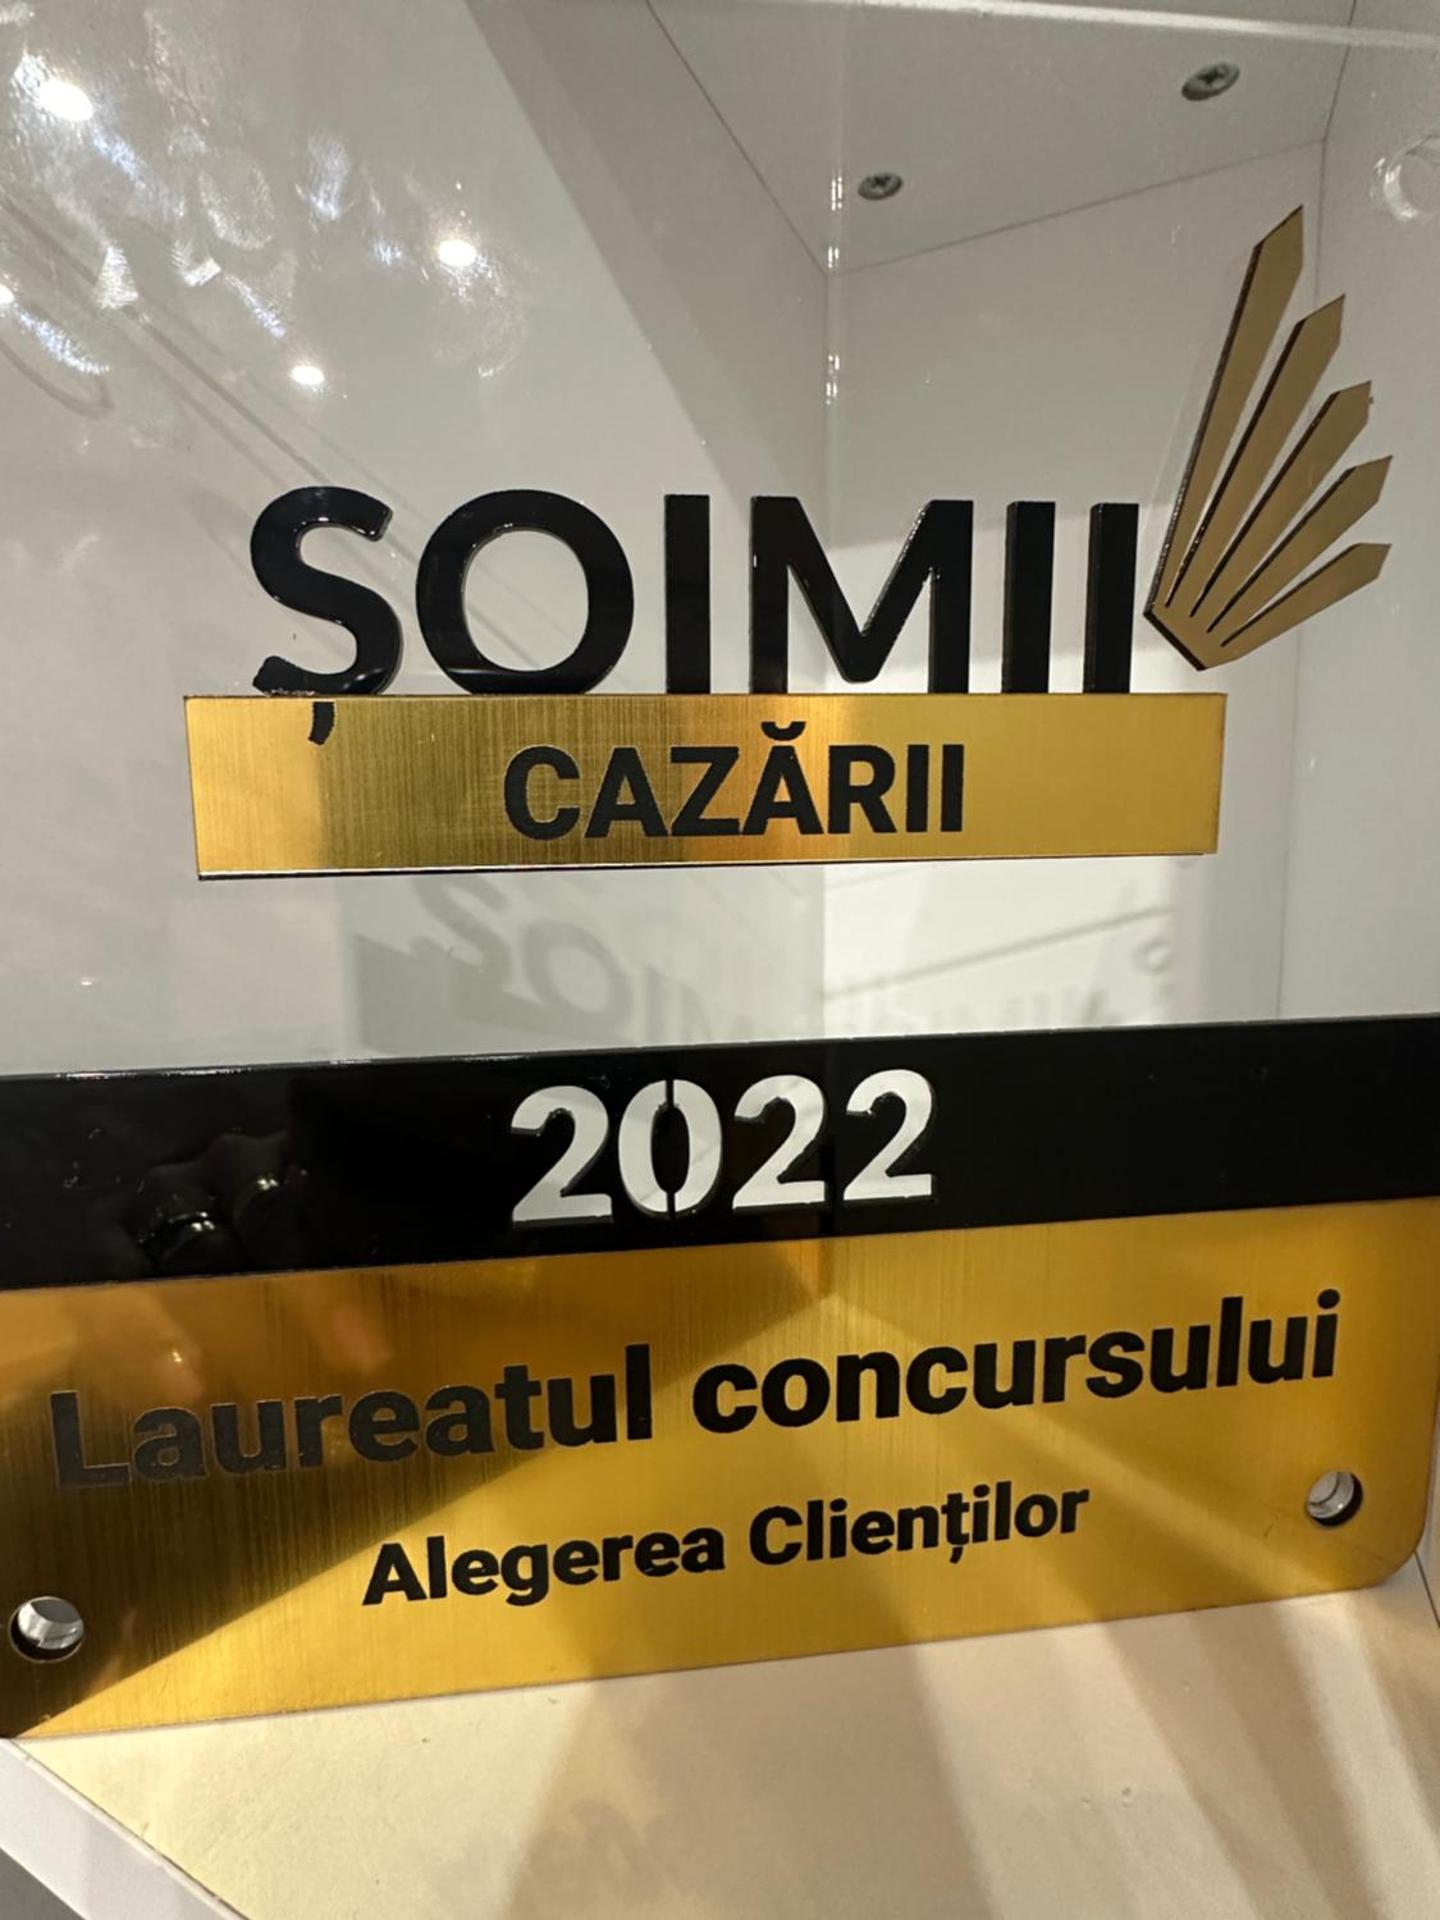 ȘOIMII
CAZĂRII
2022
Laureatul concursului
Alegerea Clienților